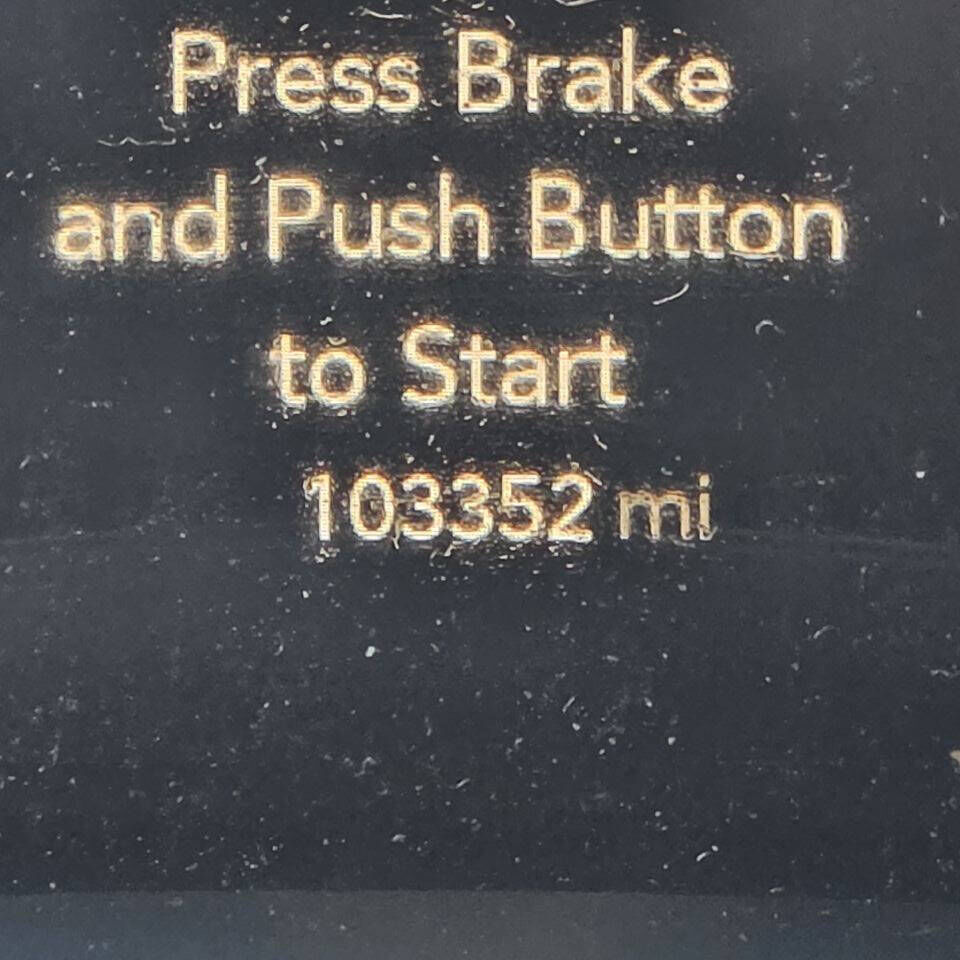 Press Brake
and Push Button
to Start
103352 mi